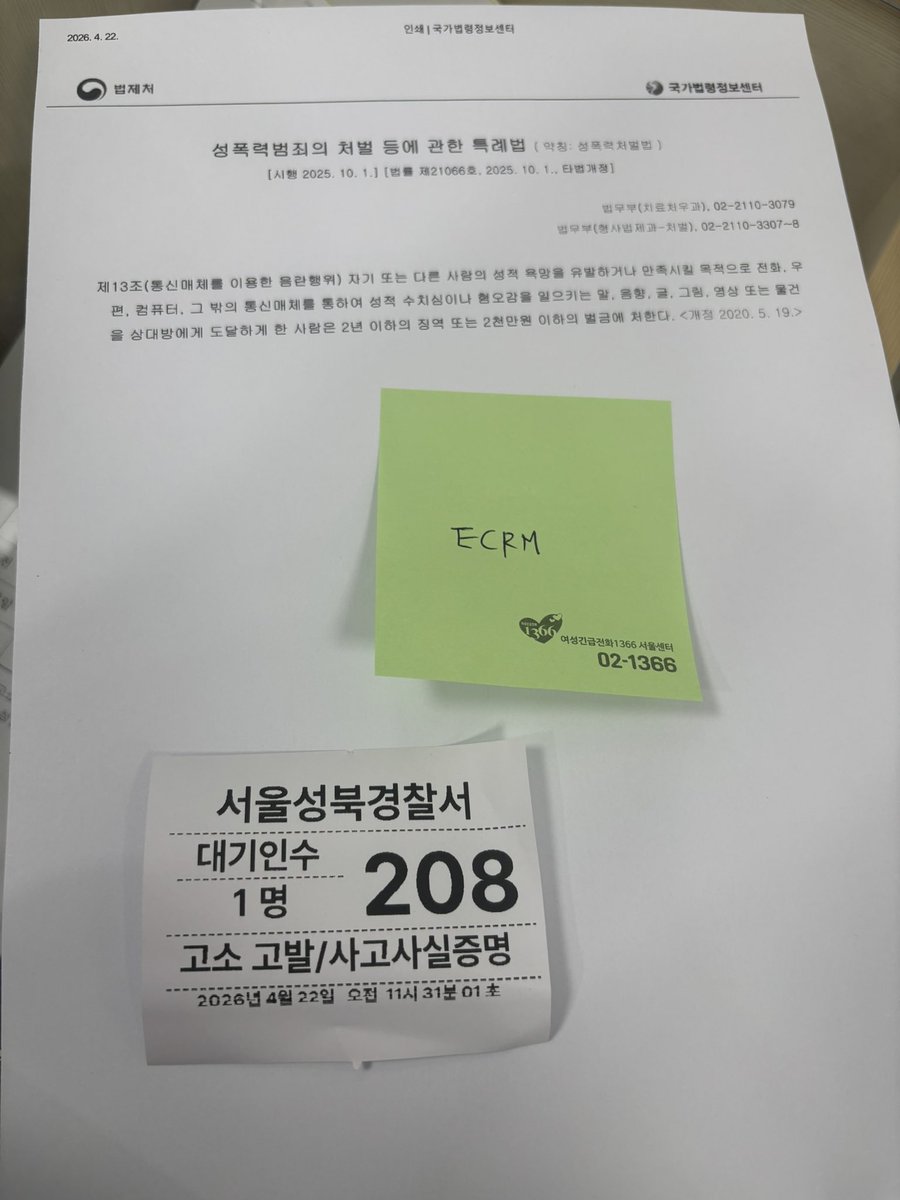 2026. 4. 22.
인쇄 | 국가법령정보센터
법제처
국가법령정보센터
성폭력범죄의 처벌 등에 관한 특례법 ( 약칭: 성폭력처벌법 )
[시행 2025. 10. 1.] [법률 제21066호, 2025. 10. 1., 타법개정]
법무부(치료처우과), 02-2110-3079
법무부(형사법제과-처벌), 02-2110-3307~8
제13조(통신매체를 이용한 음란행위) 자기 또는 다른 사람의 성적 욕망을 유발하거나 만족시킬 목적으로 전화, 우
편, 컴퓨터, 그 밖의 통신매체를 통하여 성적 수치심이나 혐오감을 일으키는 말, 음향, 글, 그림, 영상 또는 물건
을 상대방에게 도달하게 한 사람은 2년 이하의 징역 또는 2천만원 이하의 벌금에 처한다. <개정 2020. 5. 19.>
ECRM
1366
여성긴급전화1366 서울센터
02-1366
서울성북경찰서
대기인수
1 명
208
고소 고발/사고사실증명
2026년 4월 22일 오전 11시 31분 01 초